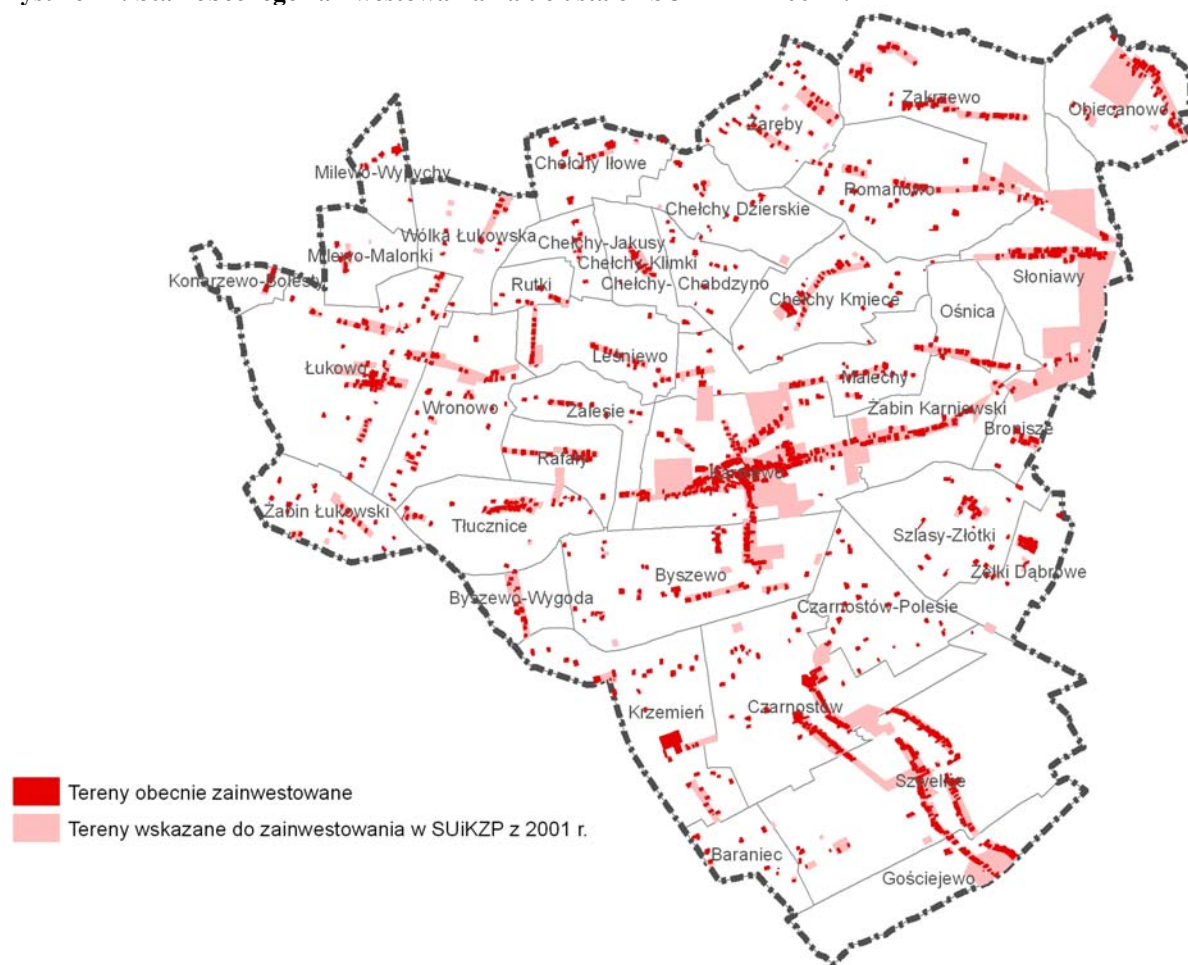 Zakrzewo
Obiecanowo
Zaręby
Chełchy Iłowe
Milewo-Wypychy
Romanowo
Chełchy Dzierskie
Wólka Łukowska
Chełchy-Jakusy
Milewo-Malonki
Chełchy-Klimki
Słoniawy
Konarzewo-Bolesty
Rutki
Chełchy- Chabdzyno
Chełchy Kmiece
Ośnica
Leśniewo
Łukowo
Malechy
Wronowo
Zalesie
Żabin Karniewski
Bronisze
Rafały
Karniewo
Żabin Łukowski
Tłucznice
Szlasy-Złotki
Byszewo
Żelki Dąbrowe
Byszewo-Wygoda
Czarnostów-Polesie
Krzemień
Czarnostów
Szwelice
Tereny obecnie zainwestowane
Tereny wskazane do zainwestowania w SUiKZP z 2001 r.
Baraniec
Gościejewo